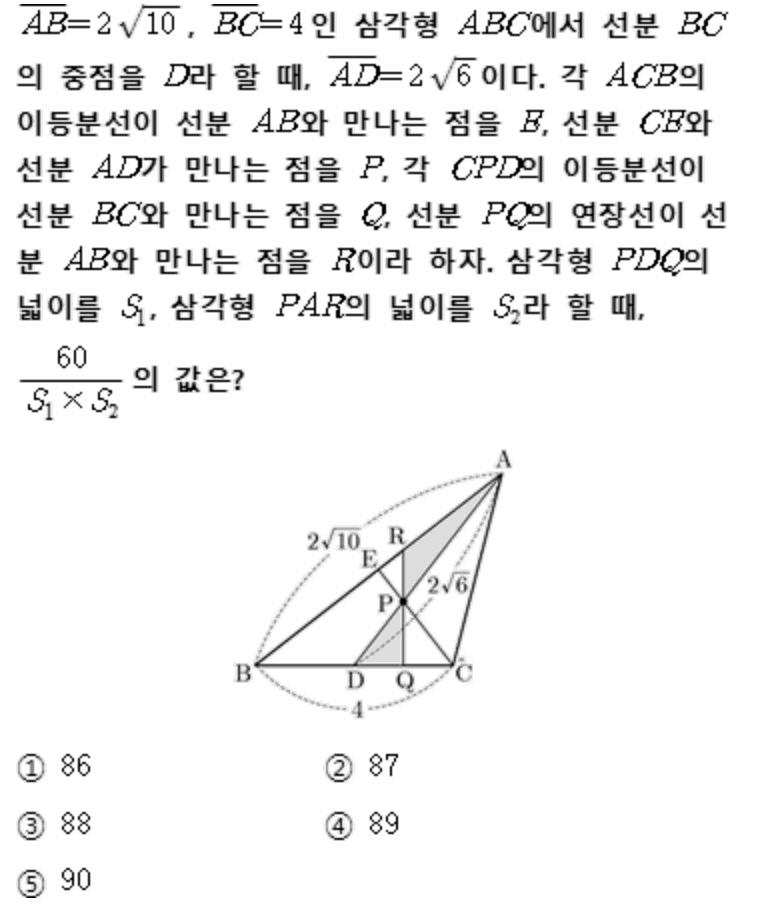 AB=2√10, BC=4인 삼각형 ABC에서 선분 BC
의 중점을 D라 할 때, AD=2√6이다. 각 ACB의
이등분선이 선분 AB와 만나는 점을 E, 선분 CE와
선분 AD가 만나는 점을 P, 각 CPD의 이등분선이
선분 BC와 만나는 점을 Q, 선분 PQ의 연장선이 선
분 AB와 만나는 점을 R이라 하자. 삼각형 PDQ의
넓이를 S₁, 삼각형 PAR의 넓이를 S₂라 할 때,
60/(S₁×S₂)의 값은?
A
2√10
R
E
2√6
P
B
D
Q
C
4
① 86
② 87
③ 88
④ 89
⑤ 90